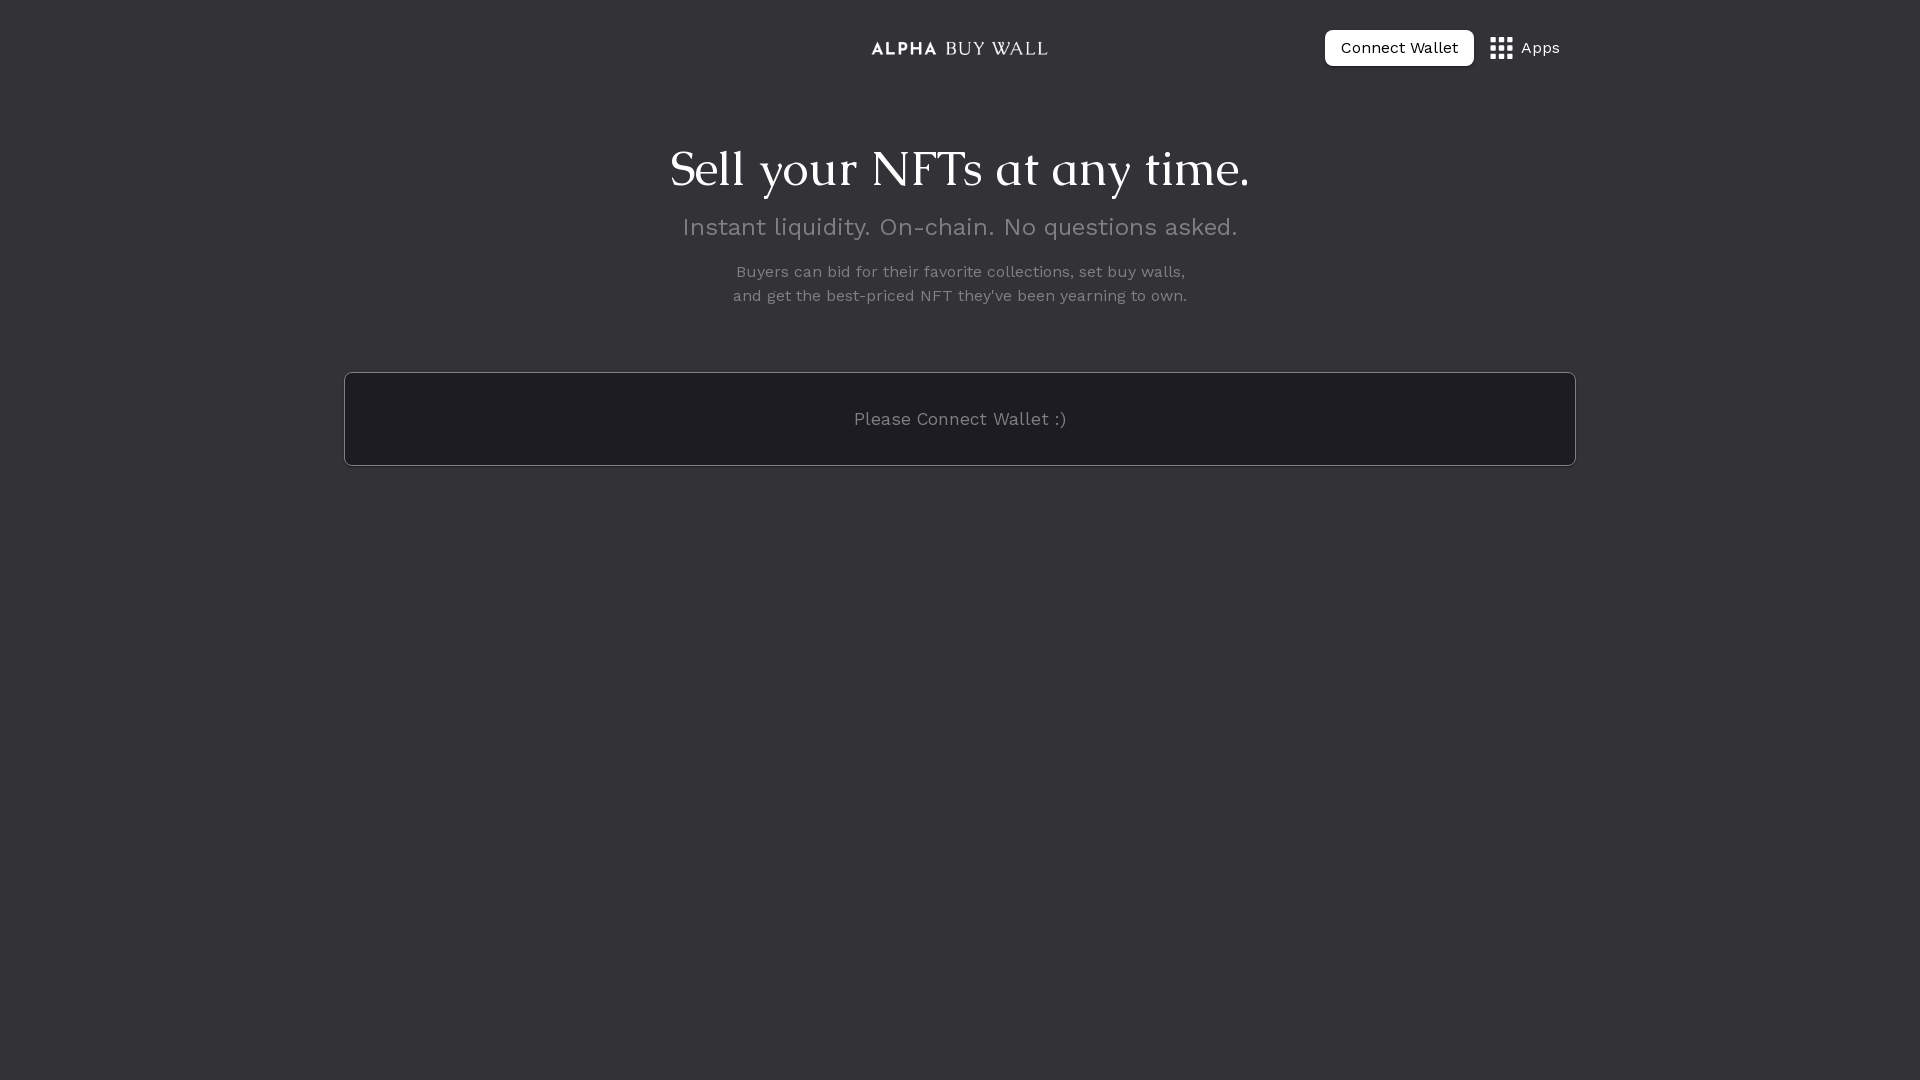 ALPHA BUY WALL
Connect Wallet
Apps
Sell your NFTs at any time.
Instant liquidity. On-chain. No questions asked.
Buyers can bid for their favorite collections, set buy walls,
and get the best-priced NFT they've been yearning to own.
Please Connect Wallet :)